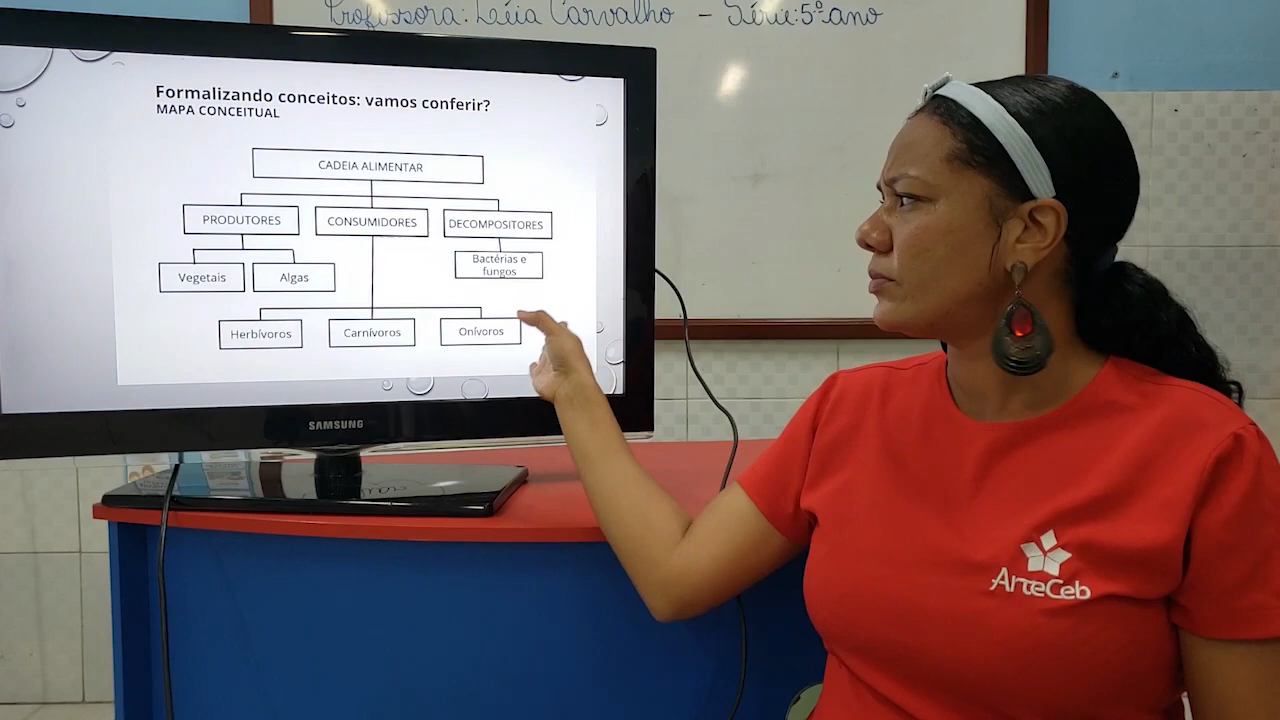 Professora: Laéia Carvalho - Série: 5º ano
Formalizando conceitos: vamos conferir?
MAPA CONCEITUAL
CADEIA ALIMENTAR
PRODUTORES
CONSUMIDORES
DECOMPOSITORES
Vegetais
Algas
Bactérias e
fungos
Herbívoros
Carnívoros
Onívoros
SAMSUNG
ArteCeb